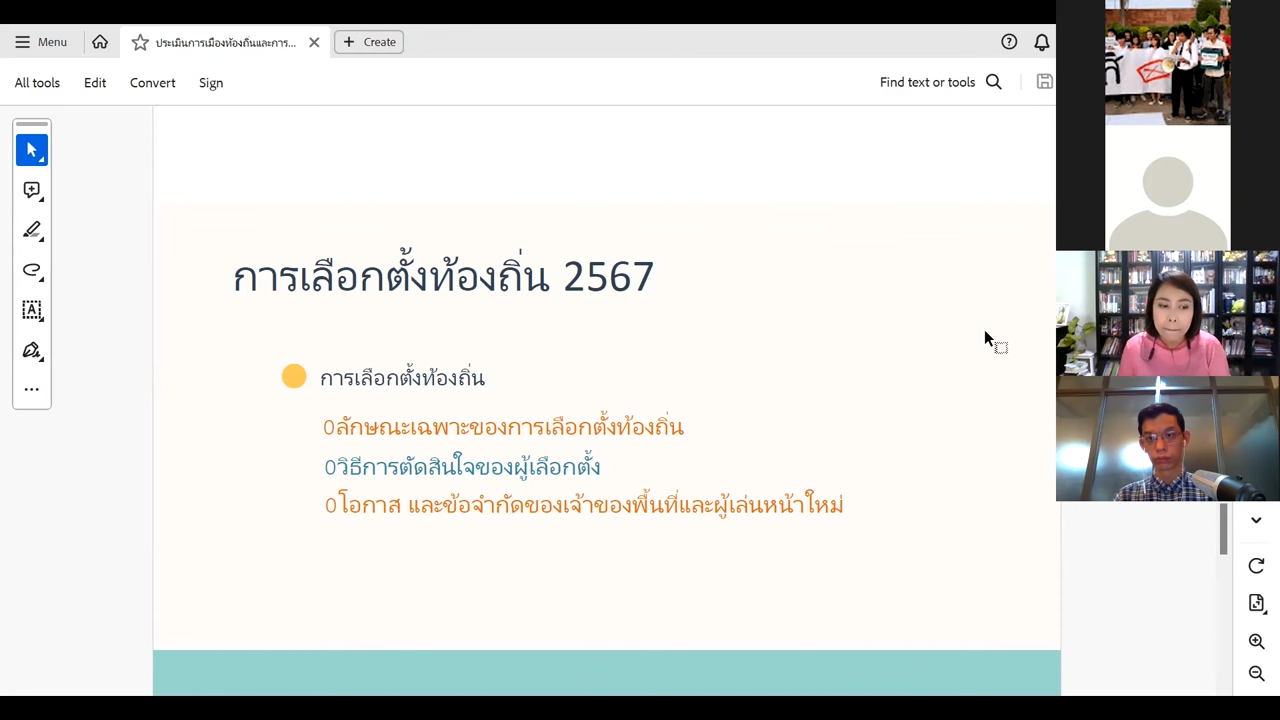 Menu
ประเมินการเมืองท้องถิ่นและการ...
Create
All tools
Edit
Convert
Sign
Find text or tools
การเลือกตั้งท้องถิ่น 2567
การเลือกตั้งท้องถิ่น
0ลักษณะเฉพาะของการเลือกตั้งท้องถิ่น
0วิธีการตัดสินใจของผู้เลือกตั้ง
0โอกาส และข้อจำกัดของเจ้าของพื้นที่และผู้เล่นหน้าใหม่